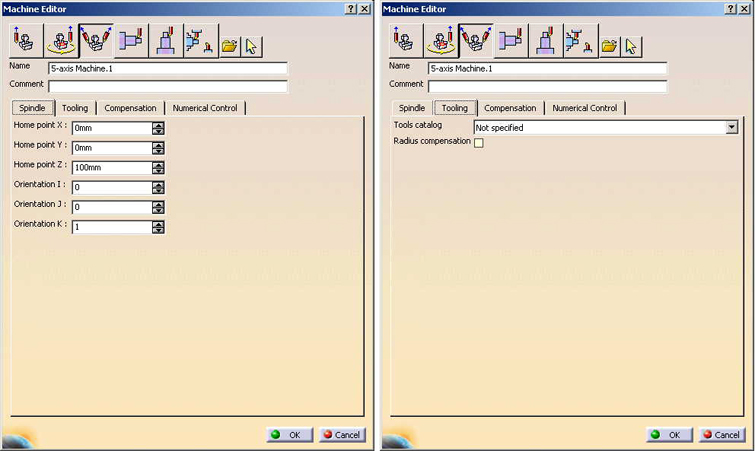 Machine Editor
Name
5-axis Machine.1
Comment
Spindle Tooling Compensation Numerical Control
Home point X : 0mm
Home point Y : 0mm
Home point Z : 100mm
Orientation I : 0
Orientation J : 0
Orientation K : 1
OK Cancel
Machine Editor
Name
5-axis Machine.1
Comment
Spindle Tooling Compensation Numerical Control
Tools catalog Not specified
Radius compensation
OK Cancel